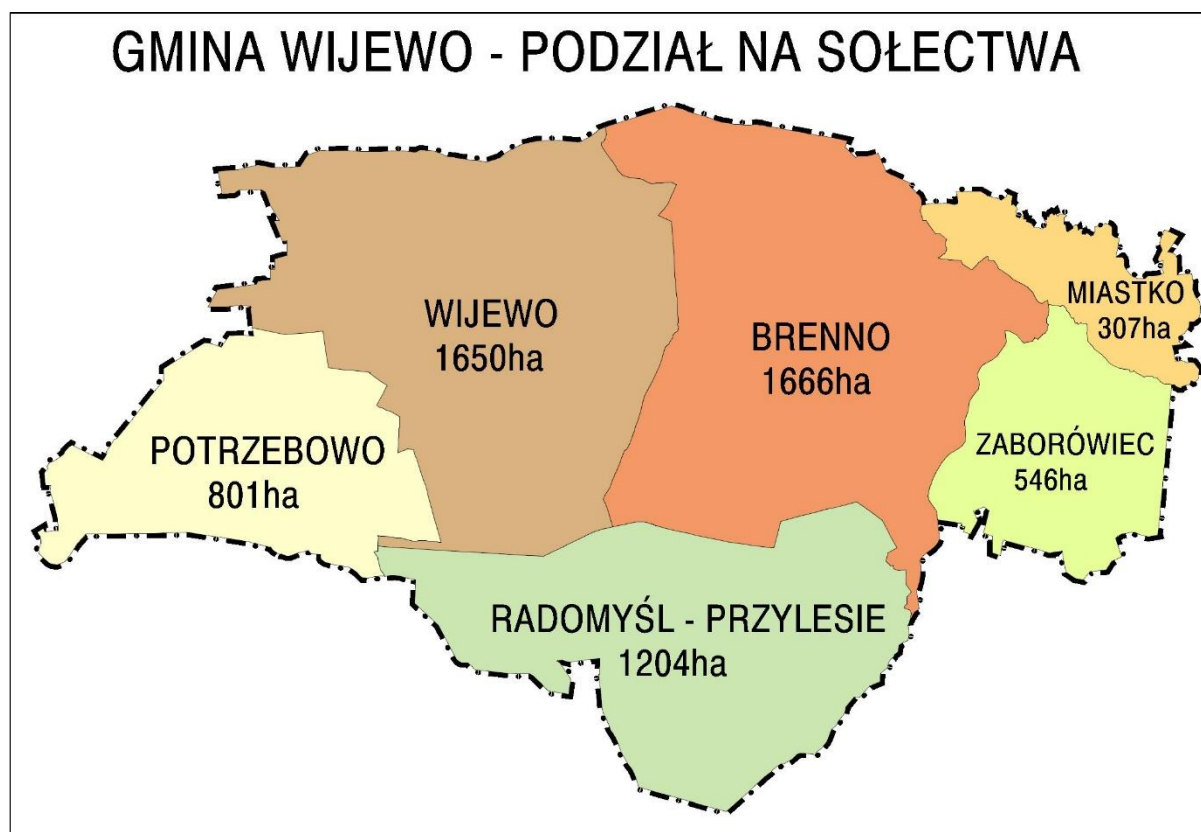 GMINA WIJEWO - PODZIAŁ NA SOŁECTWA
MIASTKO
307ha
WIJEWO
1650ha
BRENNO
1666ha
POTRZEBOWO
801ha
ZABORÓWIEC
546ha
RADOMYŚL - PRZYLESIE
1204ha